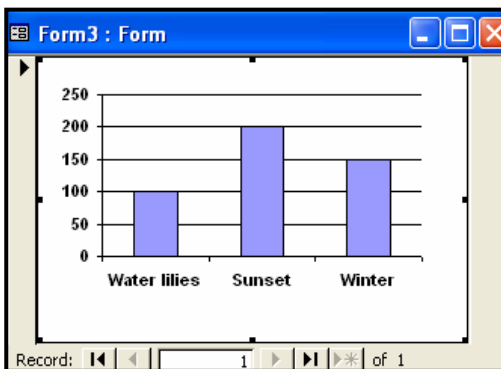 Form3 : Form
250
200
150
100
50
0
Water lilies Sunset Winter
Record: 1 of 1